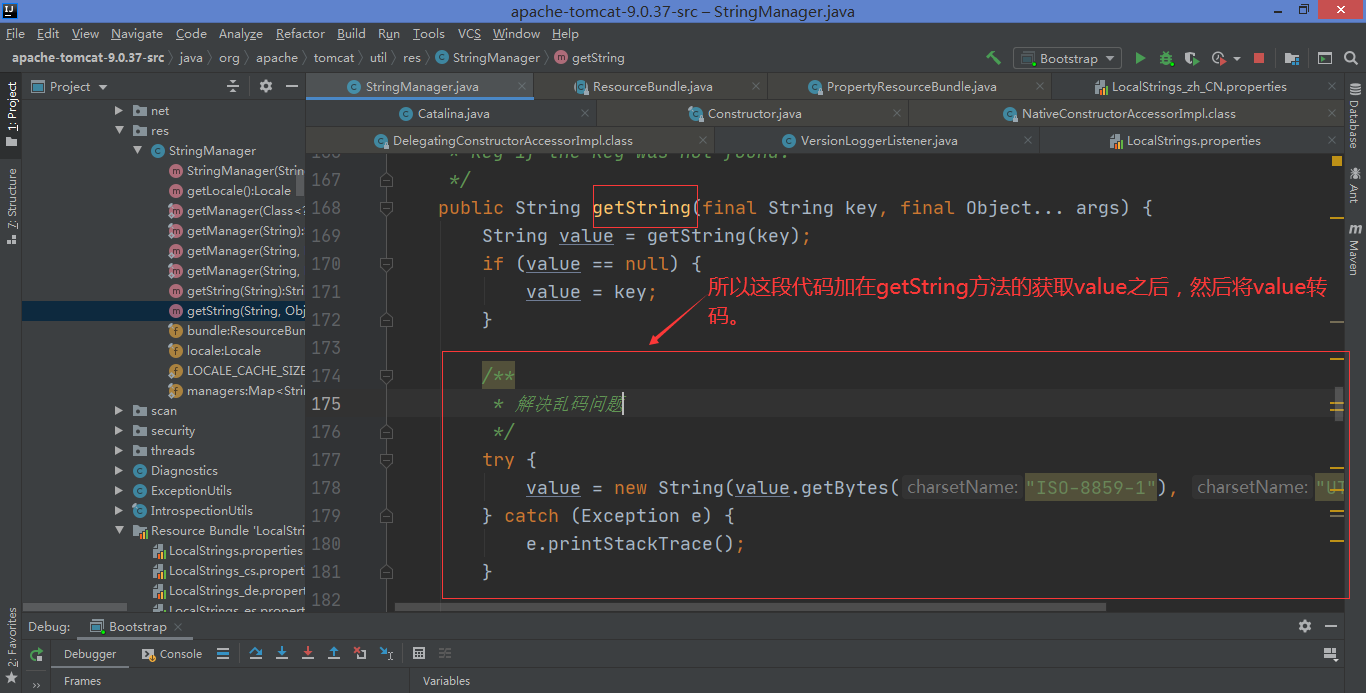 apache-tomcat-9.0.37-src – StringManager.java
File Edit View Navigate Code Analyze Refactor Build Run Tools VCS Window Help
apache-tomcat-9.0.37-src java org apache tomcat util res StringManager getString Bootstrap
Project StringManager.java ResourceBundle.java PropertyResourceBundle.java LocalStrings_zh_CN.properties
Catalina.java Constructor.java NativeConstructorAccessorImpl.class
DelegatingConstructorAccessorImpl.class VersionLoggerListener.java LocalStrings.properties
1: Project
7: Structure
2: Favorites
Database
Ant
Maven
net
res
StringManager
StringManager(Strin
getLocale():Locale
getManager(Class<?
getManager(String):
getManager(String,
getManager(String,
getString(String):Stri
getString(String, Obj
bundle:ResourceBun
locale:Locale
LOCALE_CACHE_SIZE
managers:Map<Strin
scan
security
threads
Diagnostics
ExceptionUtils
IntrospectionUtils
Resource Bundle 'LocalStri
LocalStrings.properties
LocalStrings_cs.propert
LocalStrings_de.propert
LocalStrings_es.propert
* key if the key was not found.
167 */
168 public String getString(final String key, final Object... args) {
169 String value = getString(key);
170 if (value == null) {
171 value = key;
172 }
173
174 /**
175 * 解决乱码问题
176 */
177 try {
178 value = new String(value.getBytes( charsetName: "ISO-8859-1"), charsetName: "UT
179 } catch (Exception e) {
180 e.printStackTrace();
181 }
182
所以这段代码加在getString方法的获取value之后，然后将value转
码。
Debug: Bootstrap
Debugger Console
Frames Variables